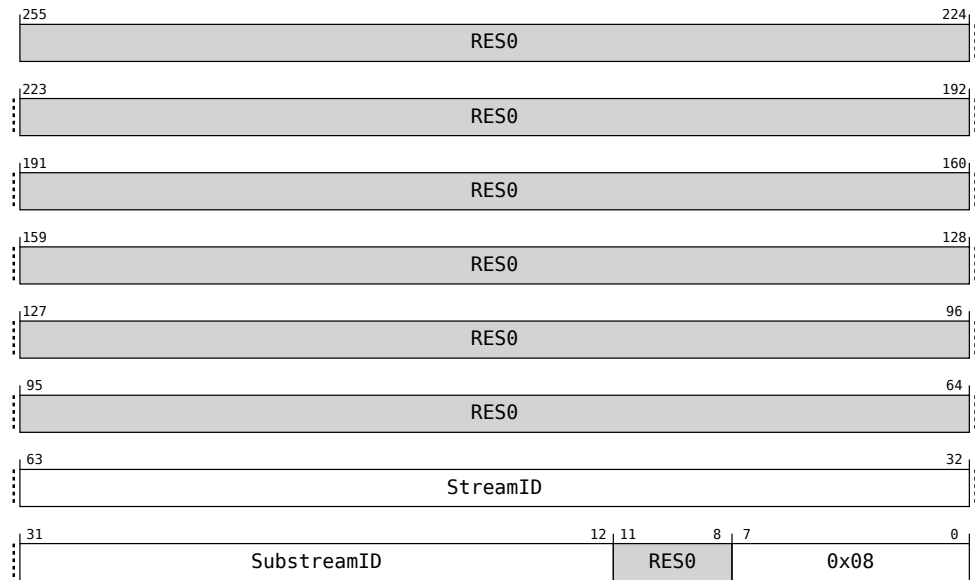 255 224
RES0
223 192
RES0
191 160
RES0
159 128
RES0
127 96
RES0
95 64
RES0
63 32
StreamID
31 12 11 8 7 0
SubstreamID RES0 0x08